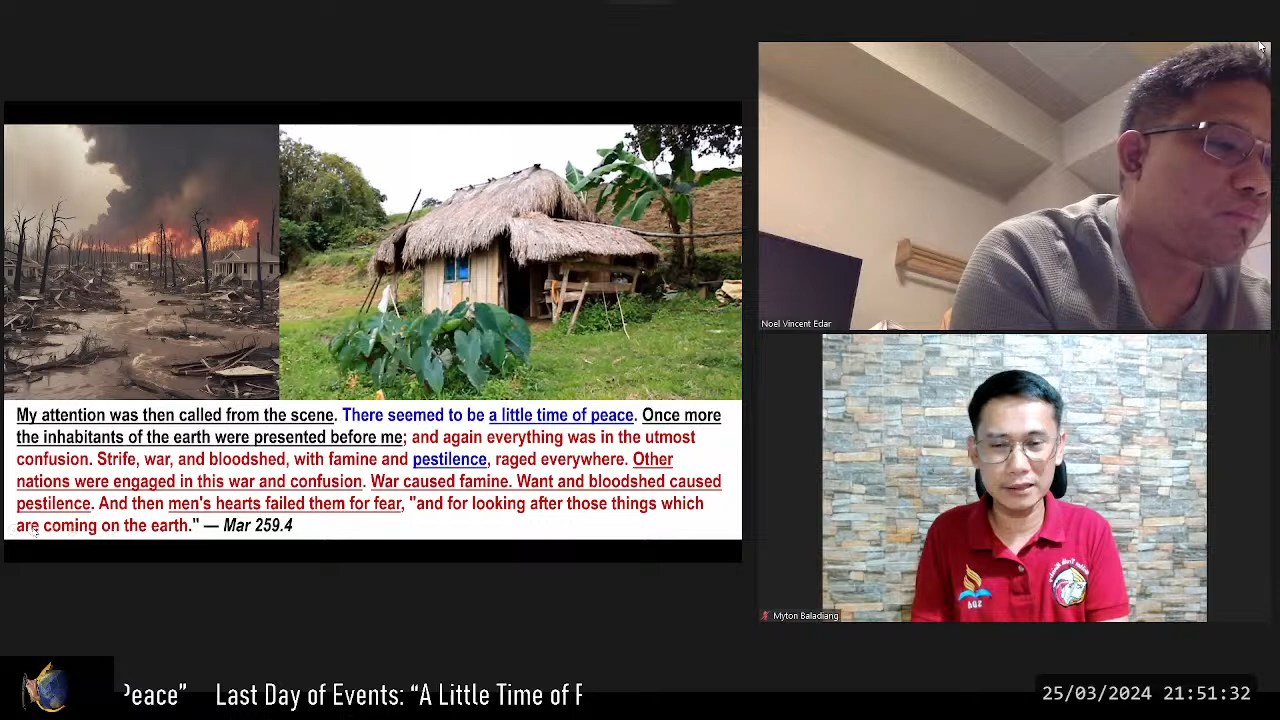 My attention was then called from the scene. There seemed to be a little time of peace. Once more
the inhabitants of the earth were presented before me; and again everything was in the utmost
confusion. Strife, war, and bloodshed, with famine and pestilence, raged everywhere. Other
nations were engaged in this war and confusion. War caused famine. Want and bloodshed caused
pestilence. And then men's hearts failed them for fear, "and for looking after those things which
are coming on the earth." — Mar 259.4
Noel Vincent Edar
SDA
Myton Baladiang
Peace” Last Day of Events: “A Little Time of F
25/03/2024 21:51:32